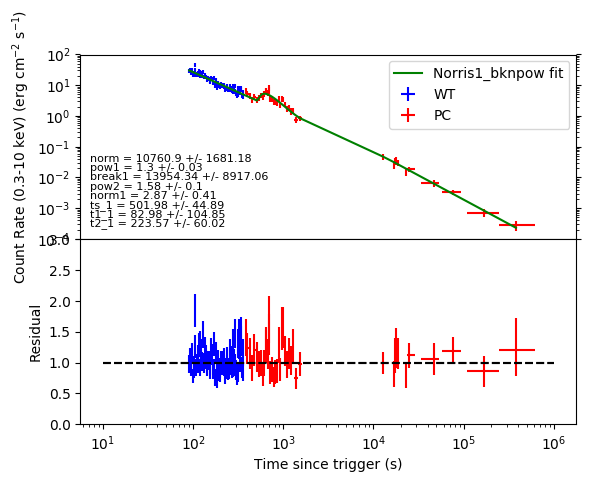 Count Rate (0.3-10 keV) (erg cm⁻² s⁻¹)
10²
10¹
10⁰
10⁻¹
10⁻²
10⁻³
10⁻⁴
Norris1_bknpow fit
WT
PC
norm = 10760.9 +/- 1681.18
pow1 = 1.3 +/- 0.03
break1 = 13954.34 +/- 8917.06
pow2 = 1.58 +/- 0.1
norm1 = 2.87 +/- 0.41
ts_1 = 501.98 +/- 44.89
t1_1 = 82.98 +/- 104.85
t2_1 = 223.57 +/- 60.02
Residual
3.0
2.5
2.0
1.5
1.0
0.5
0.0
10¹ 10² 10³ 10⁴ 10⁵ 10⁶
Time since trigger (s)